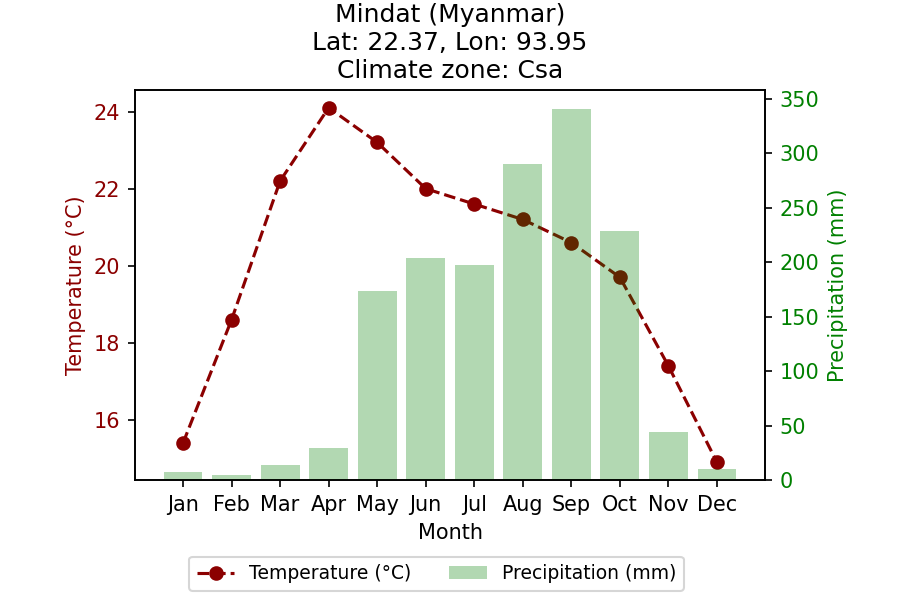 Mindat (Myanmar)
Lat: 22.37, Lon: 93.95
Climate zone: Csa
24
22
20
18
16
Temperature (°C)
350
300
250
200
150
100
50
0
Precipitation (mm)
Jan Feb Mar Apr May Jun Jul Aug Sep Oct Nov Dec
Month
Temperature (°C) Precipitation (mm)